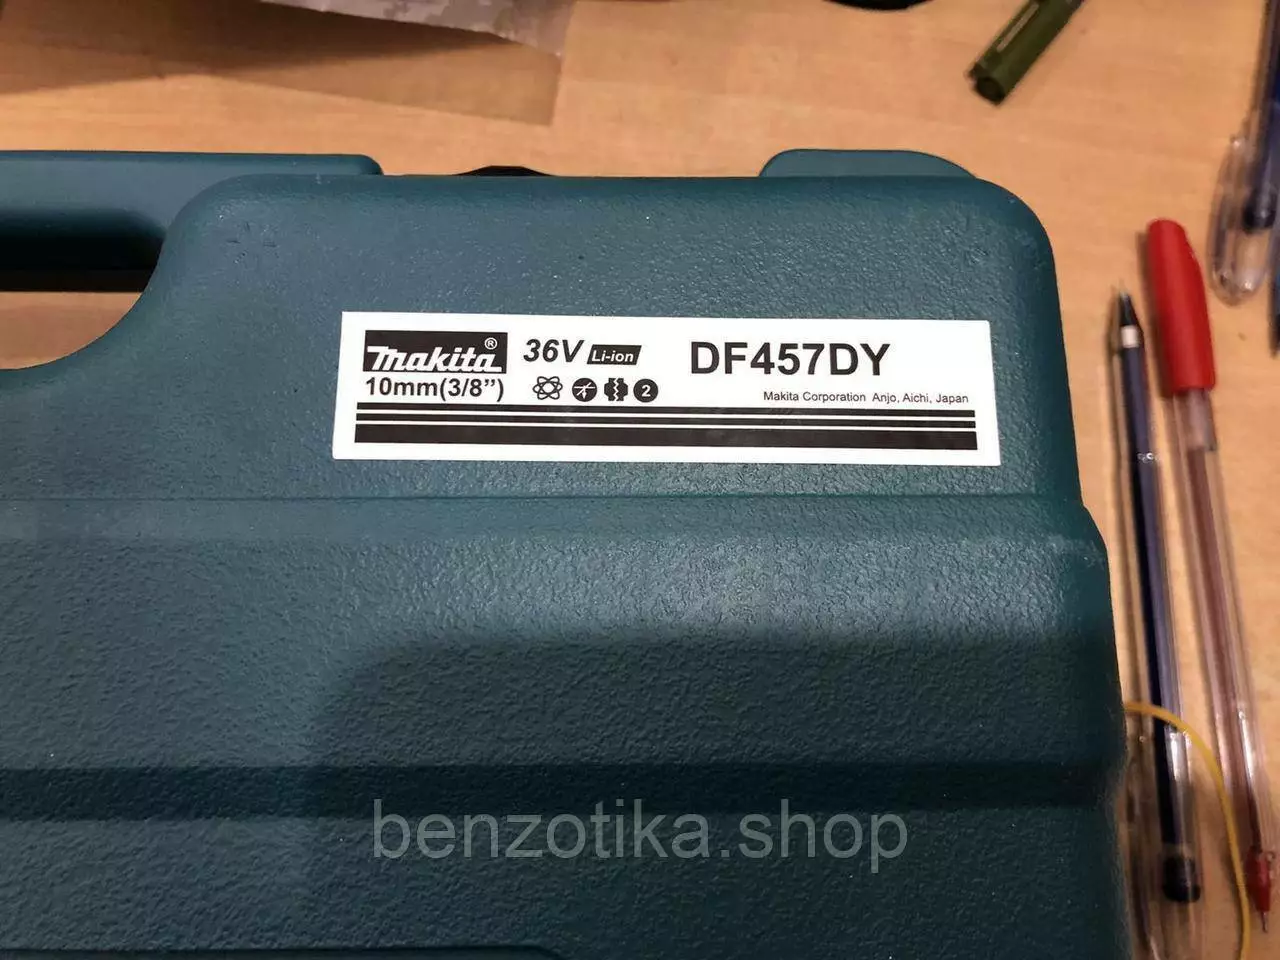 makita® 36V Li-ion DF457DY
10mm(3/8") 2 Makita Corporation Anjo, Aichi, Japan
benzotika.shop